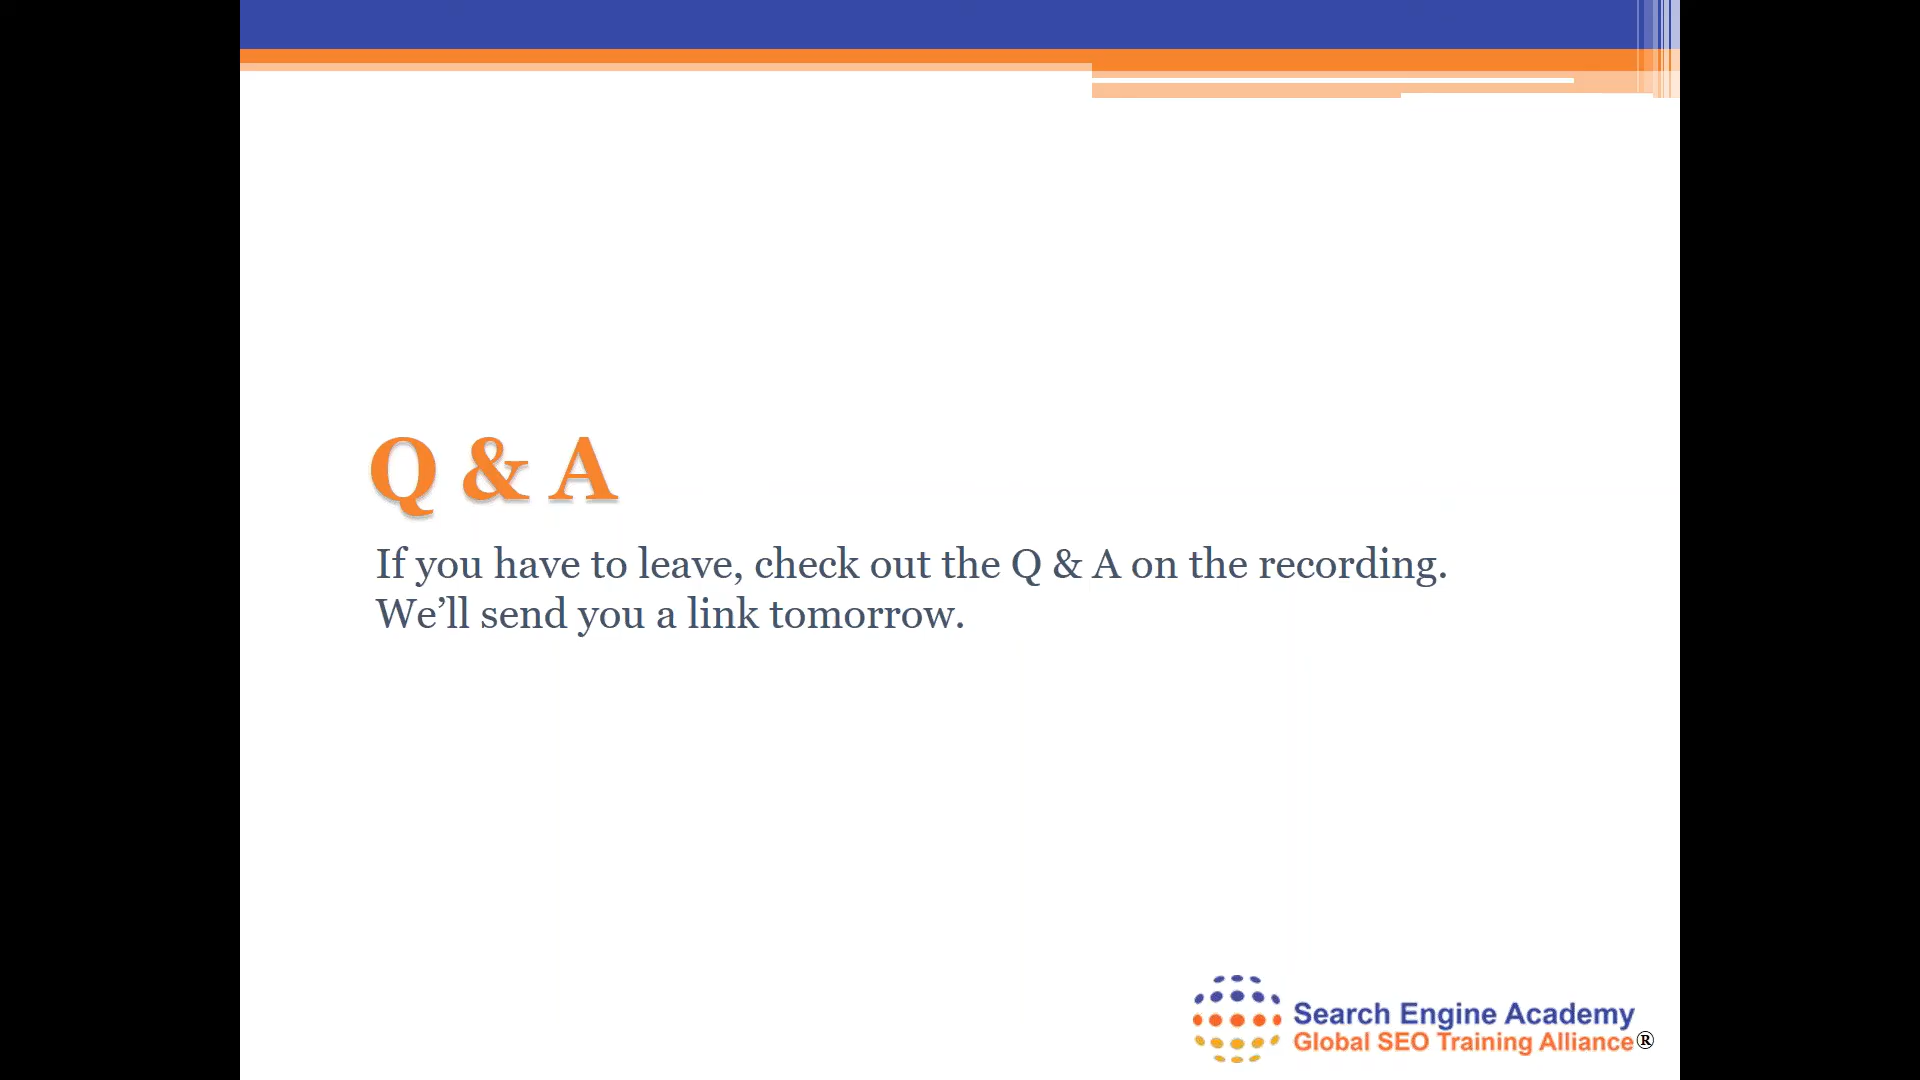 Q & A
If you have to leave, check out the Q & A on the recording.
We’ll send you a link tomorrow.
Search Engine Academy
Global SEO Training Alliance®